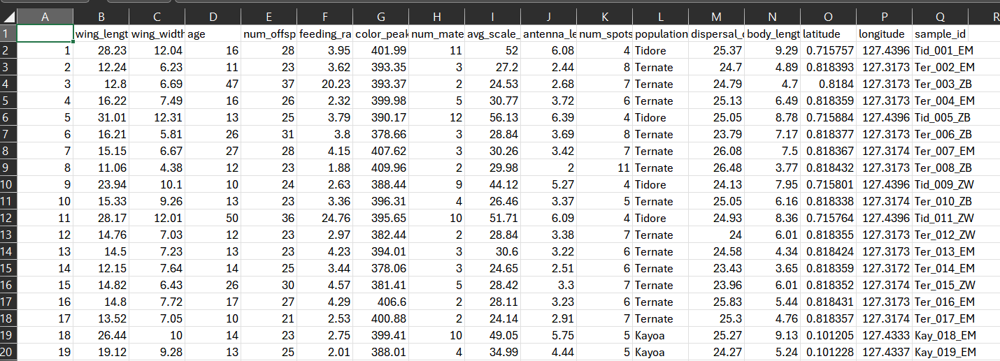 A B C D E F G H I J K L M N O P Q R
1 wing_lengt wing_width age num_offsp feeding_ra color_peak num_mate avg_scale_ antenna_le num_spots population dispersal_ body_lengt latitude longitude sample_id
2 1 28.23 12.04 16 28 3.95 401.99 11 52 6.08 4 Tidore 25.37 9.29 0.715757 127.4396 Tid_001_EM
3 2 12.24 6.23 11 23 3.62 393.35 3 27.2 2.44 8 Ternate 24.7 4.89 0.818393 127.3173 Ter_002_EM
4 3 12.8 6.69 47 37 20.23 393.37 2 24.53 2.68 7 Ternate 24.79 4.7 0.8184 127.3173 Ter_003_ZB
5 4 16.22 7.49 16 26 2.32 399.98 5 30.77 3.72 6 Ternate 25.13 6.49 0.818359 127.3173 Ter_004_EM
6 5 31.01 12.31 13 25 3.79 390.17 12 56.13 6.39 4 Tidore 25.05 8.78 0.715884 127.4396 Tid_005_ZB
7 6 16.21 5.81 26 31 3.8 378.66 3 28.84 3.69 8 Ternate 23.79 7.17 0.818377 127.3173 Ter_006_ZB
8 7 15.15 6.67 27 28 4.15 407.62 3 30.26 3.42 7 Ternate 26.08 7.5 0.818367 127.3174 Ter_007_EM
9 8 11.06 4.38 12 23 1.88 409.96 2 29.98 2 11 Ternate 26.48 3.77 0.818432 127.3173 Ter_008_ZB
10 9 23.94 10.1 10 24 2.63 388.44 9 44.12 5.27 4 Tidore 24.13 7.95 0.715801 127.4396 Tid_009_ZW
11 10 15.33 9.26 13 23 3.36 396.31 4 26.46 3.37 5 Ternate 25.05 6.16 0.818338 127.3174 Ter_010_ZB
12 11 28.17 12.01 50 36 24.76 395.65 10 51.71 6.09 4 Tidore 24.93 8.36 0.715764 127.4396 Tid_011_ZW
13 12 14.76 7.03 12 23 2.97 382.44 2 28.84 3.38 7 Ternate 24 6.01 0.818355 127.3173 Ter_012_ZW
14 13 14.5 7.23 13 23 4.23 394.01 3 30.6 3.22 6 Ternate 24.58 4.34 0.818424 127.3173 Ter_013_EM
15 14 12.15 7.64 14 25 3.44 378.06 3 24.65 2.51 6 Ternate 23.43 3.65 0.818359 127.3172 Ter_014_EM
16 15 14.82 6.43 26 30 4.57 381.41 5 28.42 3.3 7 Ternate 23.96 6.01 0.818352 127.3174 Ter_015_ZW
17 16 14.8 7.72 17 27 4.29 406.6 2 28.11 3.23 6 Ternate 25.83 5.44 0.818431 127.3173 Ter_016_EM
18 17 13.52 7.05 10 21 2.53 400.88 2 24.14 2.91 7 Ternate 25.3 4.76 0.818357 127.3174 Ter_017_EM
19 18 26.44 10 14 23 2.75 399.41 10 49.05 5.75 5 Kayoa 25.27 9.13 0.101205 127.4333 Kay_018_EM
20 19 19.12 9.28 13 25 2.01 388.01 4 34.99 4.44 5 Kayoa 24.27 5.24 0.101228 127.4337 Kay_019_EM